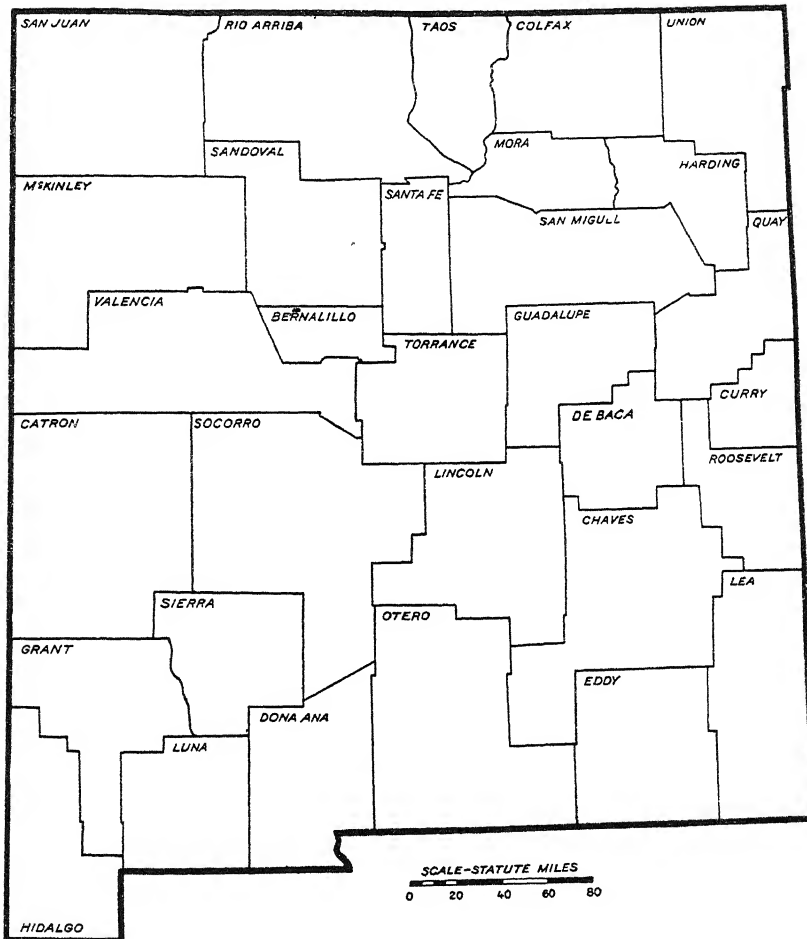 SAN JUAN
RIO ARRIBA
TAOS
COLFAX
UNION
SANDOVAL
MORA
HARDING
McKINLEY
SANTA FE
SAN MIGULL
QUAY
VALENCIA
BERNALILLO
GUADALUPE
TORRANCE
CURRY
CATRON
SOCORRO
DE BACA
ROOSEVELT
LINCOLN
CHAVES
LEA
SIERRA
OTERO
GRANT
EDDY
DONA ANA
LUNA
SCALE-STATUTE MILES
0 20 40 60 80
HIDALGO